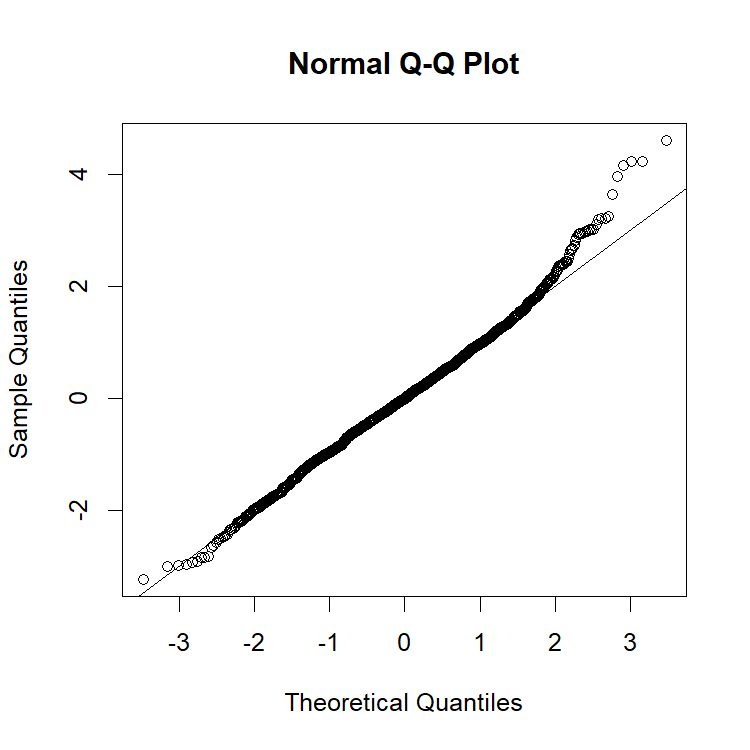 Normal Q-Q Plot
4
2
0
-2
Sample Quantiles
-3 -2 -1 0 1 2 3
Theoretical Quantiles